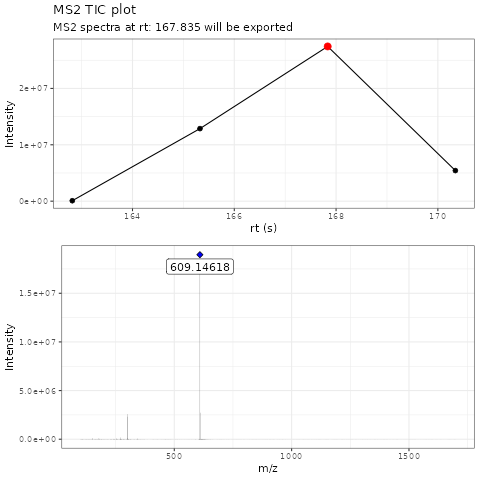 MS2 TIC plot
MS2 spectra at rt: 167.835 will be exported
Intensity
2e+07
1e+07
0e+00
164
166
168
170
rt (s)
609.14618
Intensity
1.5e+07
1.0e+07
5.0e+06
0.0e+00
500
1000
1500
m/z